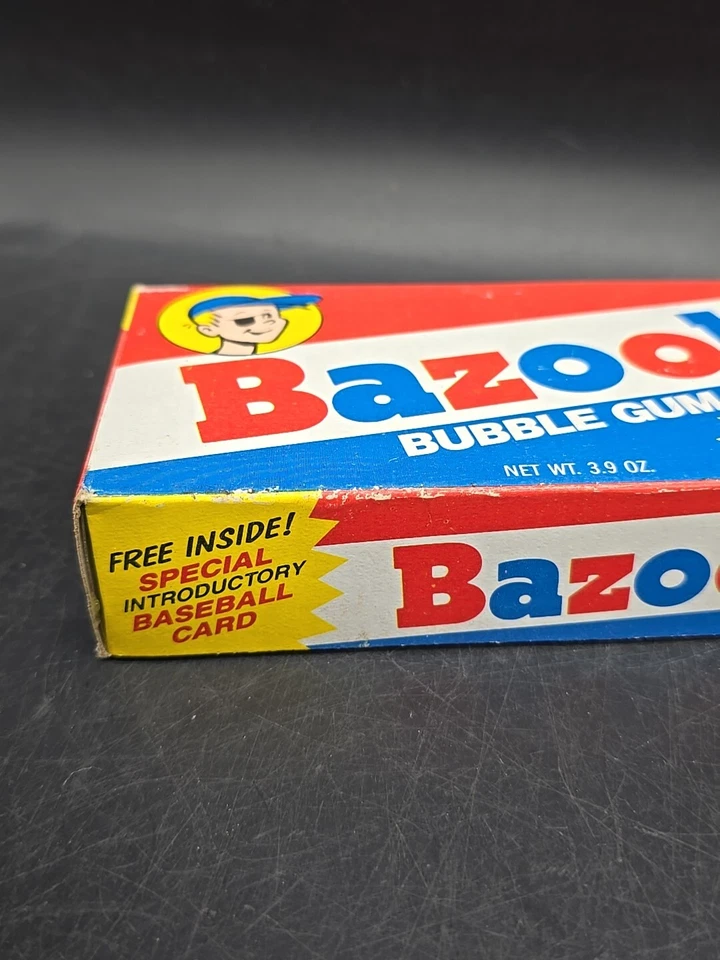 Bazoo
BUBBLE GUM
NET WT. 3.9 OZ.
FREE INSIDE!
SPECIAL
INTRODUCTORY
BASEBALL
CARD
Bazo